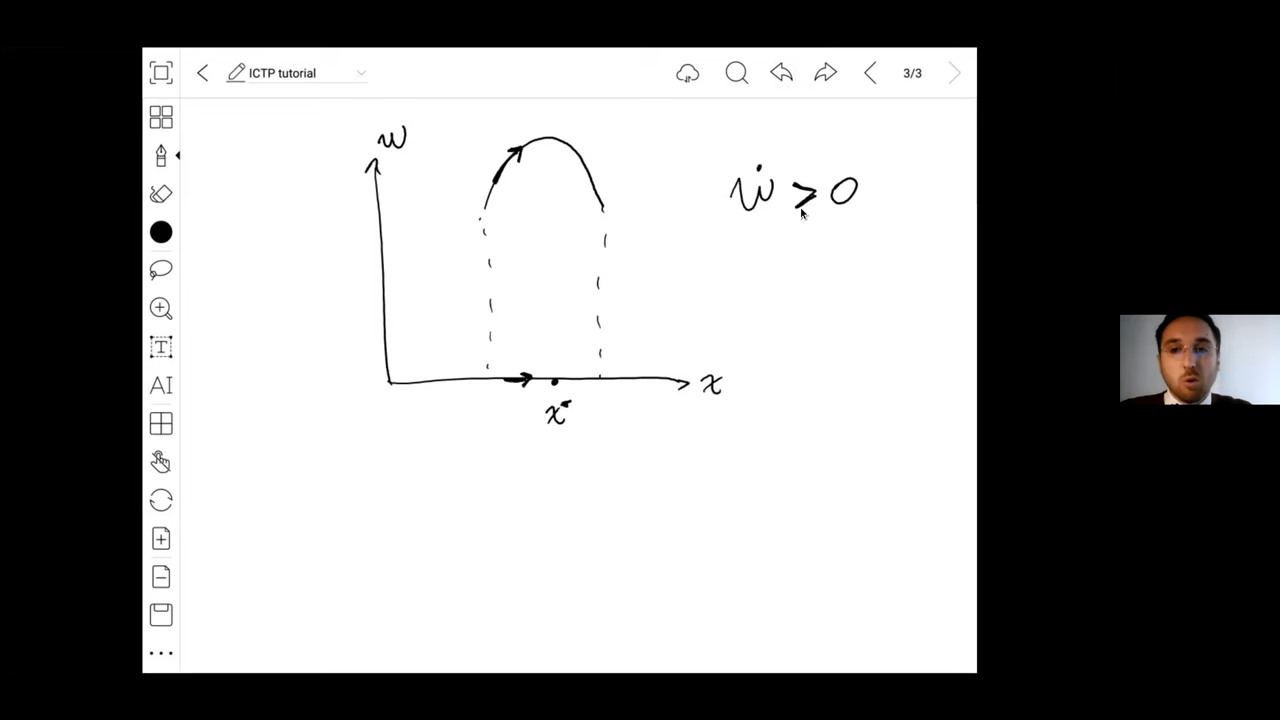 ICTP tutorial
3/3
w
ẇ > 0
x
x*
T
AI